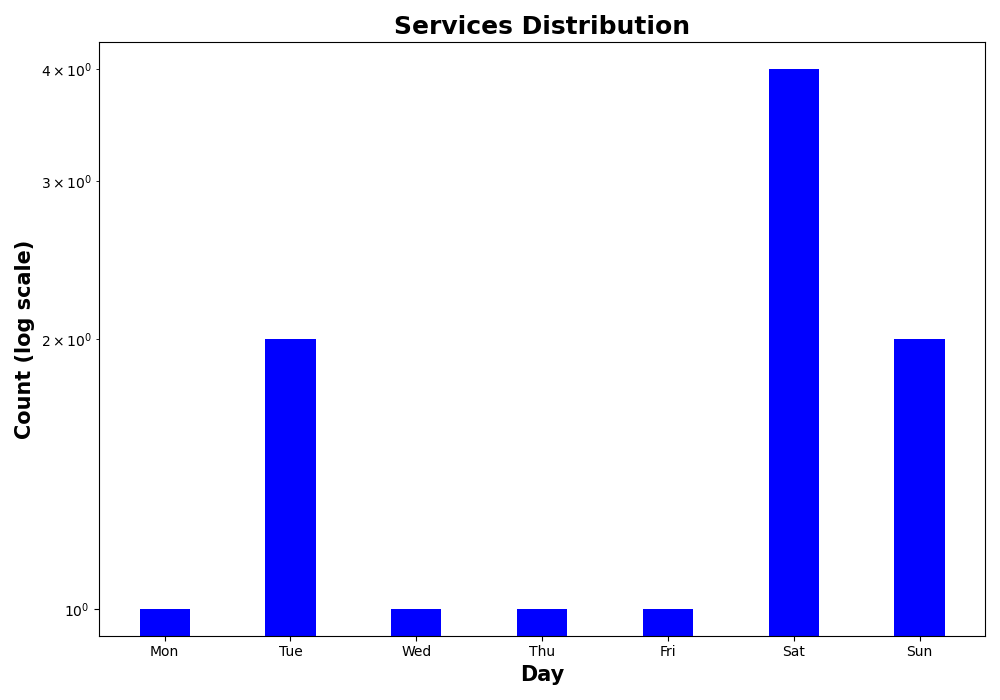 Services Distribution
Count (log scale)
4 × 10⁰
3 × 10⁰
2 × 10⁰
10⁰
Mon Tue Wed Thu Fri Sat Sun
Day